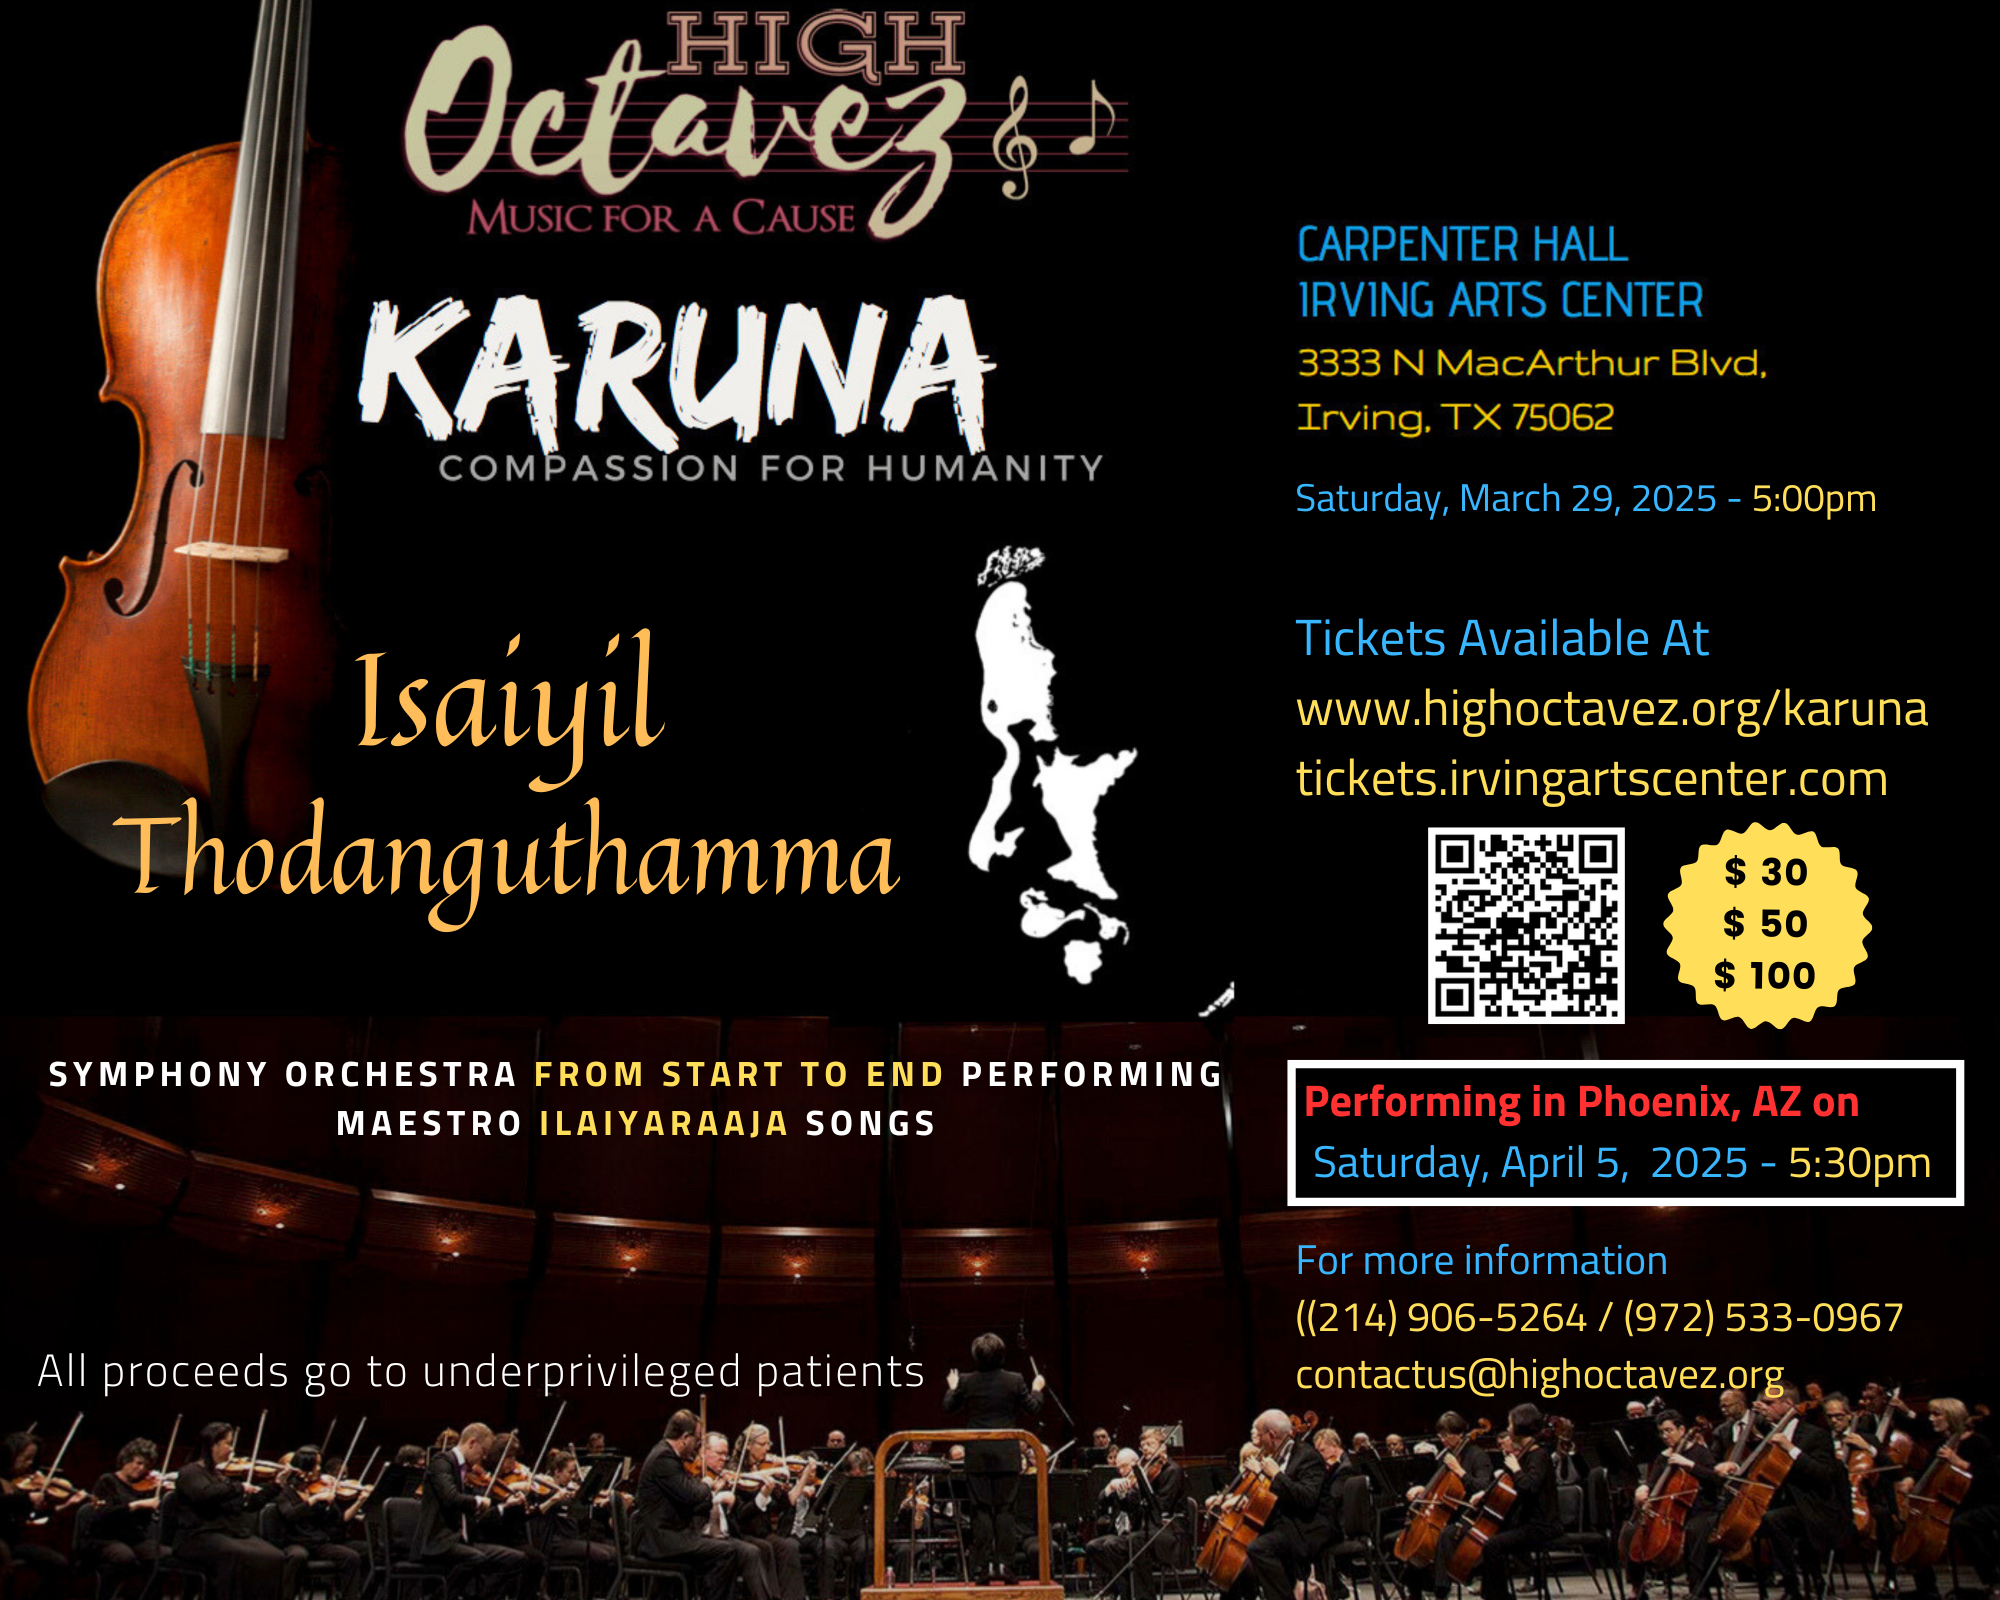 HIGH
Octavez
MUSIC FOR A CAUSE
KARUNA
COMPASSION FOR HUMANITY
Isaiyil
Thodanguthamma
SYMPHONY ORCHESTRA FROM START TO END PERFORMING
MAESTRO ILAIYARAAJA SONGS
All proceeds go to underprivileged patients
CARPENTER HALL
IRVING ARTS CENTER
3333 N MacArthur Blvd,
Irving, TX 75062
Saturday, March 29, 2025 - 5:00pm
Tickets Available At
www.highoctavez.org/karuna
tickets.irvingartscenter.com
$ 30
$ 50
$ 100
Performing in Phoenix, AZ on
Saturday, April 5, 2025 - 5:30pm
For more information
((214) 906-5264 / (972) 533-0967
contactus@highoctavez.org